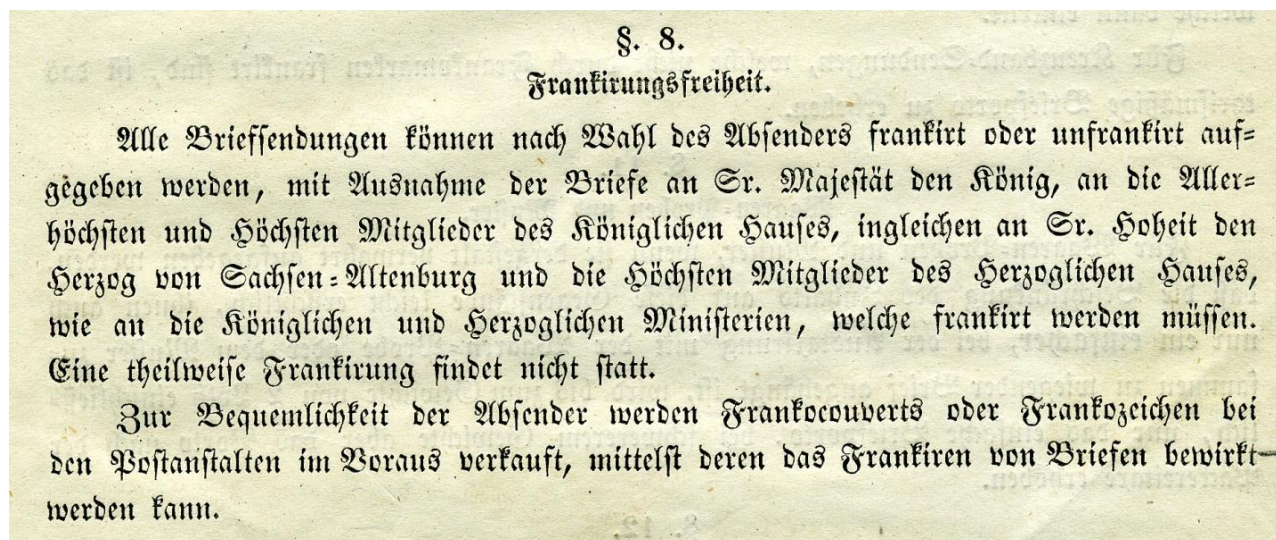 §. 8.
Frankirungsfreiheit.
Alle Briefsendungen können nach Wahl des Absenders frankirt oder unfrankirt auf-
gegeben werden, mit Ausnahme der Briefe an Sr. Majestät den König, an die Aller-
höchsten und Höchsten Mitglieder des Königlichen Hauses, ingleichen an Sr. Hoheit den
Herzog von Sachsen-Altenburg und die Höchsten Mitglieder des Herzoglichen Hauses,
wie an die Königlichen und Herzoglichen Ministerien, welche frankirt werden müssen.
Eine theilweise Frankirung findet nicht statt.
Zur Bequemlichkeit der Absender werden Frankocouverts oder Frankozeichen bei
den Postanstalten im Voraus verkauft, mittelst deren das Frankiren von Briefen bewirkt
werden kann.